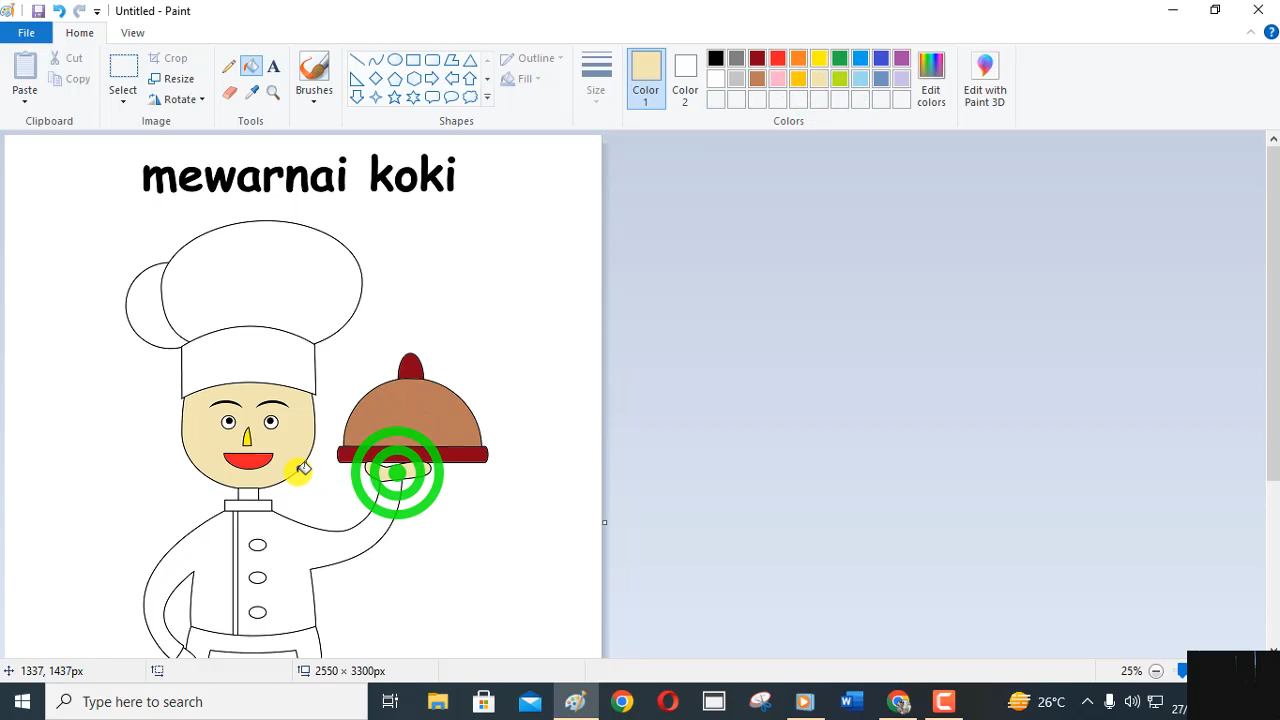 Untitled - Paint
File
Home
View
Paste
Cut
Copy
Clipboard
Select
Crop
Resize
Rotate
Image
A
Tools
Brushes
Outline
Fill
Shapes
Size
Color
1
Color
2
Edit
colors
Colors
Edit with
Paint 3D
mewarnai koki
1337, 1437px
2550 × 3300px
25%
Type here to search
26°C
27/